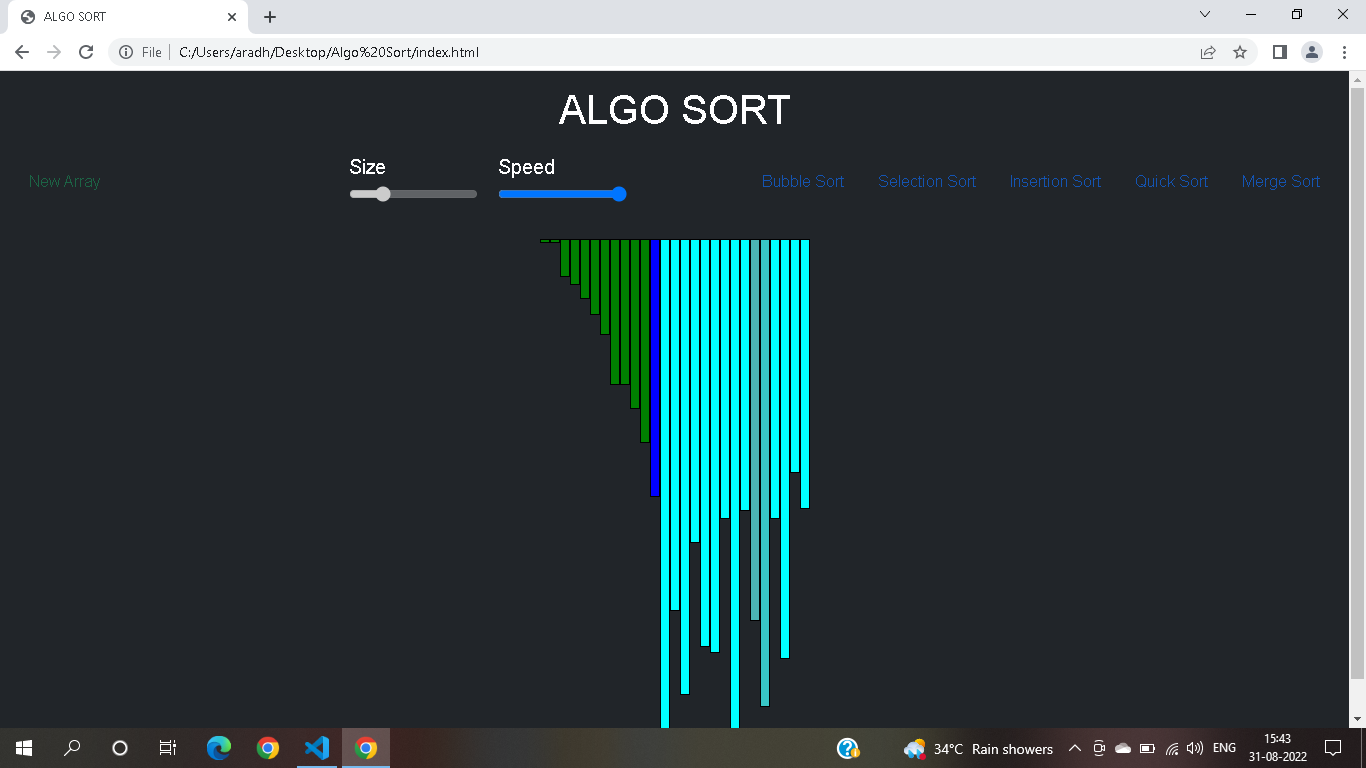 ALGO SORT
File C:/Users/aradh/Desktop/Algo%20Sort/index.html
ALGO SORT
Size Speed
New Array Bubble Sort Selection Sort Insertion Sort Quick Sort Merge Sort
34°C Rain showers ENG 15:43
31-08-2022